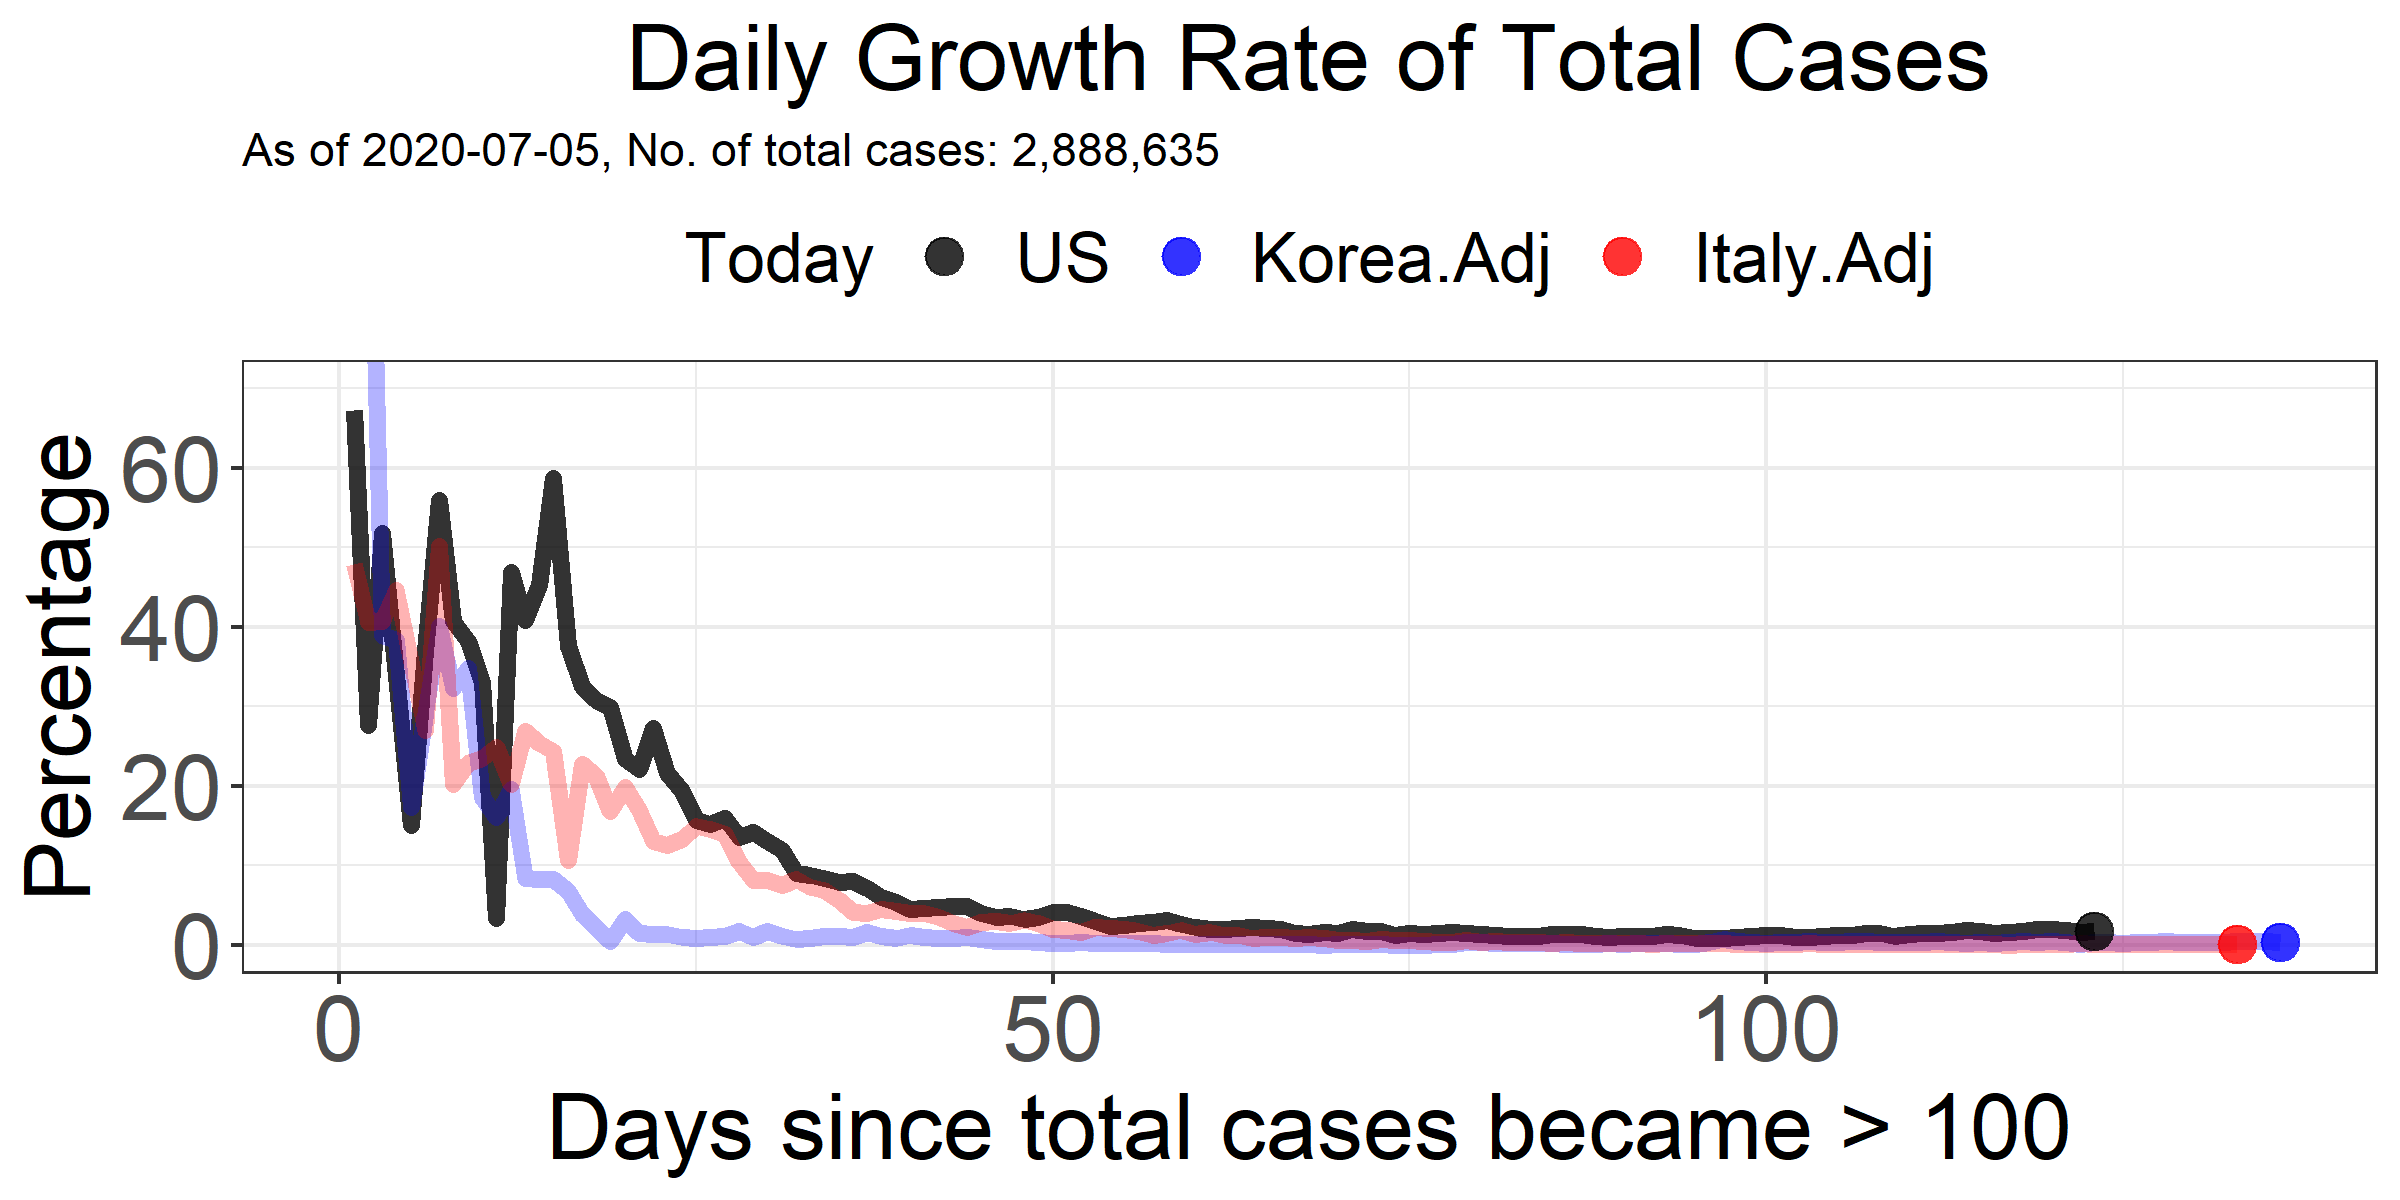 Daily Growth Rate of Total Cases
As of 2020-07-05, No. of total cases: 2,888,635
Today US Korea.Adj Italy.Adj
Percentage
60
40
20
0
0 50 100
Days since total cases became > 100